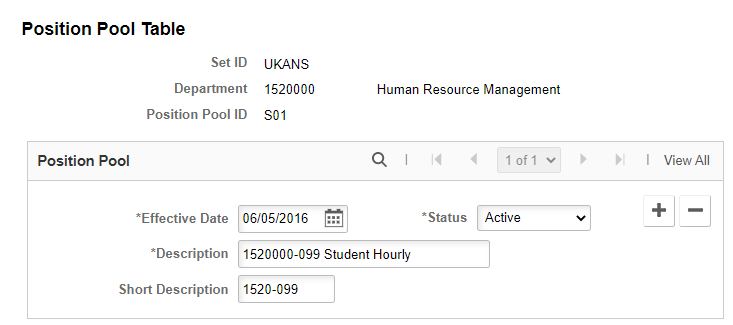 Position Pool Table
Set ID UKANS
Department 1520000 Human Resource Management
Position Pool ID S01
Position Pool 1 of 1 View All
*Effective Date 06/05/2016 *Status Active
*Description 1520000-099 Student Hourly
Short Description 1520-099